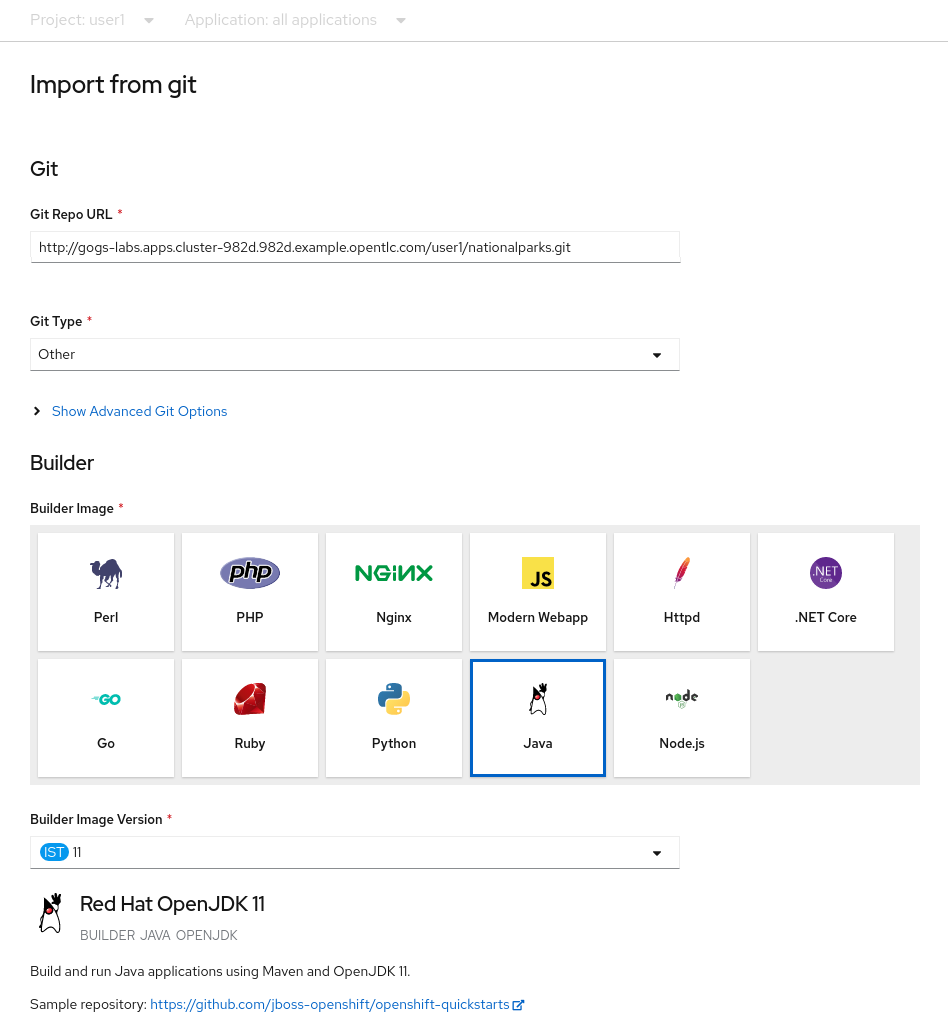 Project: user1 Application: all applications
Import from git
Git
Git Repo URL *
http://gogs-labs.apps.cluster-982d.982d.example.opentlc.com/user1/nationalparks.git
Git Type *
Other
Show Advanced Git Options
Builder
Builder Image *
php NGINX JS .NET Core
Perl PHP Nginx Modern Webapp Httpd .NET Core
GO node JS
Go Ruby Python Java Node.js
Builder Image Version *
IST 11
Red Hat OpenJDK 11
BUILDER JAVA OPENJDK
Build and run Java applications using Maven and OpenJDK 11.
Sample repository: https://github.com/jboss-openshift/openshift-quickstarts